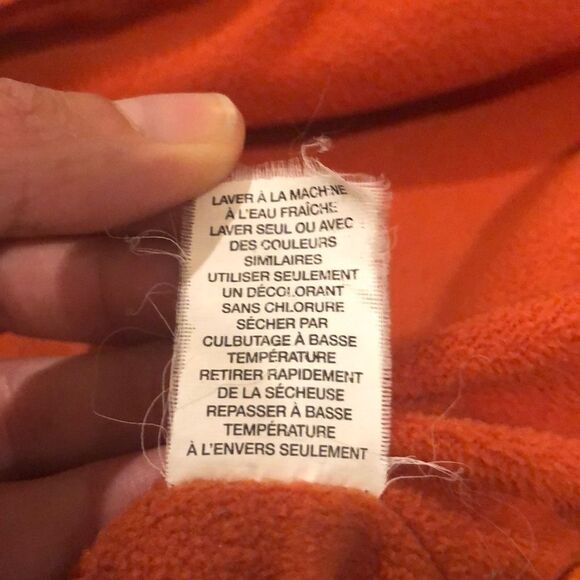 LAVER À LA MACHINE
À L'EAU FRAÎCHE
LAVER SEUL OU AVEC
DES COULEURS
SIMILAIRES
UTILISER SEULEMENT
UN DÉCOLORANT
SANS CHLORURE
SÉCHER PAR
CULBUTAGE À BASSE
TEMPÉRATURE
RETIRER RAPIDEMENT
DE LA SÉCHEUSE
REPASSER À BASSE
TEMPÉRATURE
À L'ENVERS SEULEMENT